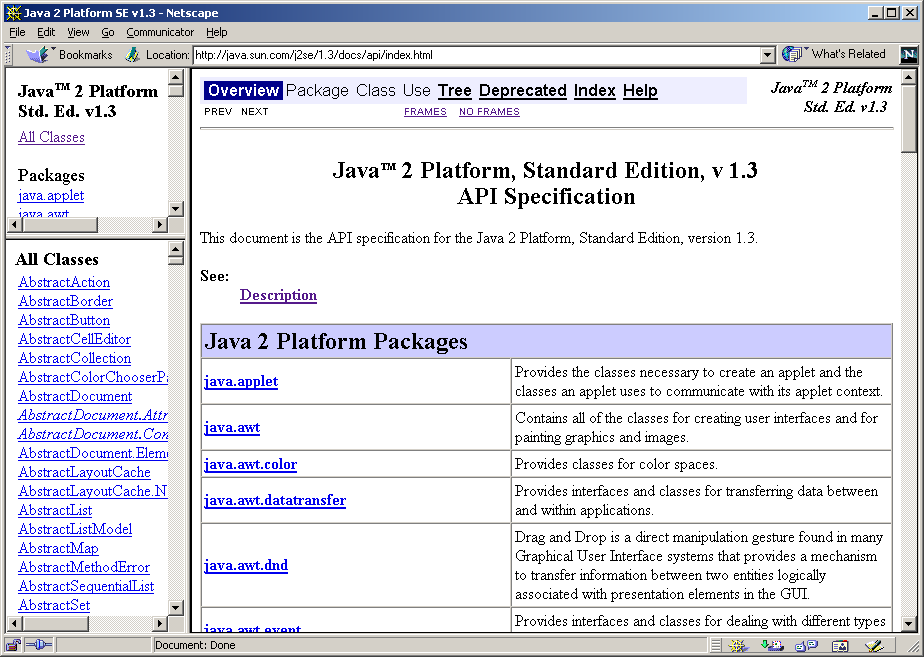 Java 2 Platform SE v1.3 - Netscape
File Edit View Go Communicator Help
Bookmarks Location: http://java.sun.com/j2se/1.3/docs/api/index.html What's Related N
Java™ 2 Platform
Std. Ed. v1.3
All Classes
Packages
java.applet
java.awt
All Classes
AbstractAction
AbstractBorder
AbstractButton
AbstractCellEditor
AbstractCollection
AbstractColorChooserPa
AbstractDocument
AbstractDocument.Attr
AbstractDocument.Con
AbstractDocument.Eleme
AbstractLayoutCache
AbstractLayoutCache.N
AbstractList
AbstractListModel
AbstractMap
AbstractMethodError
AbstractSequentialList
AbstractSet
Overview Package Class Use Tree Deprecated Index Help
PREV NEXT FRAMES NO FRAMES
Java™ 2 Platform
Std. Ed. v1.3
Java™ 2 Platform, Standard Edition, v 1.3
API Specification
This document is the API specification for the Java 2 Platform, Standard Edition, version 1.3.
See:
Description
Java 2 Platform Packages
java.applet
Provides the classes necessary to create an applet and the
classes an applet uses to communicate with its applet context.
java.awt
Contains all of the classes for creating user interfaces and for
painting graphics and images.
java.awt.color
Provides classes for color spaces.
java.awt.datatransfer
Provides interfaces and classes for transferring data between
and within applications.
java.awt.dnd
Drag and Drop is a direct manipulation gesture found in many
Graphical User Interface systems that provides a mechanism
to transfer information between two entities logically
associated with presentation elements in the GUI.
java.awt.event
Provides interfaces and classes for dealing with different types
Document: Done